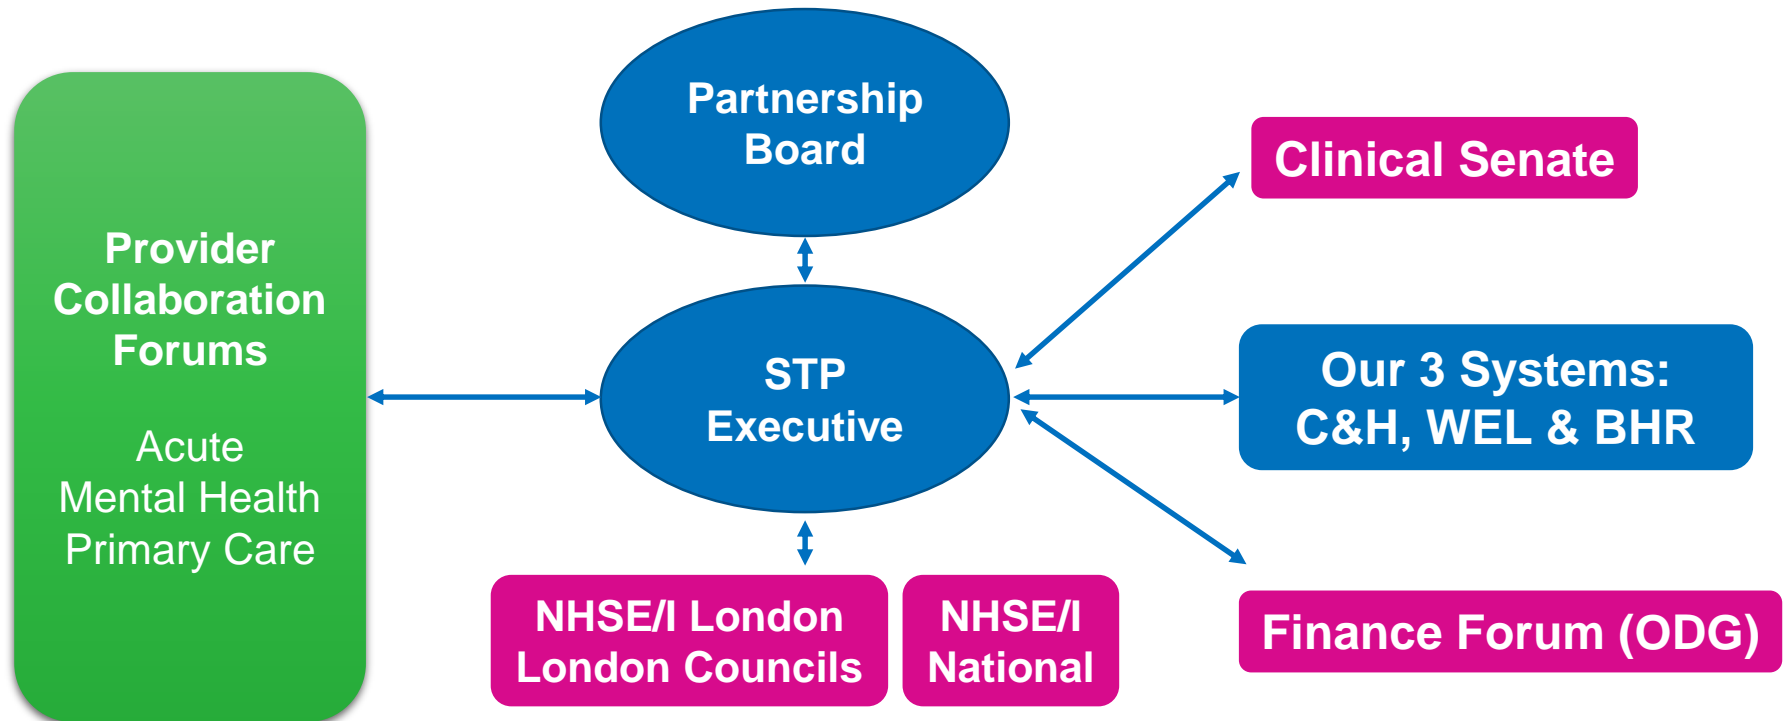 Partnership
Board
Clinical Senate
Provider
Collaboration
Forums
Acute
Mental Health
Primary Care
STP
Executive
Our 3 Systems:
C&H, WEL & BHR
NHSE/I London
London Councils
NHSE/I
National
Finance Forum (ODG)